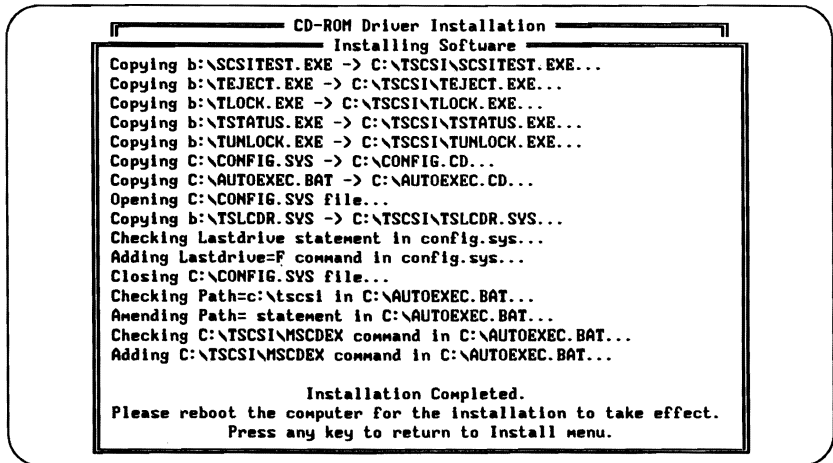 CD-ROM Driver Installation
Installing Software
Copying b:\SCSITEST.EXE -> C:\TSCSI\SCSITEST.EXE...
Copying b:\TEJECT.EXE -> C:\TSCSI\TEJECT.EXE...
Copying b:\TLOCK.EXE -> C:\TSCSI\TLOCK.EXE...
Copying b:\TSTATUS.EXE -> C:\TSCSI\TSTATUS.EXE...
Copying b:\TUNLOCK.EXE -> C:\TSCSI\TUNLOCK.EXE...
Copying C:\CONFIG.SYS -> C:\CONFIG.CD...
Copying C:\AUTOEXEC.BAT -> C:\AUTOEXEC.CD...
Opening C:\CONFIG.SYS file...
Copying b:\TSLCDR.SYS -> C:\TSCSI\TSLCDR.SYS...
Checking Lastdrive statement in config.sys...
Adding Lastdrive=F command in config.sys...
Closing C:\CONFIG.SYS file...
Checking Path=c:\tscsi in C:\AUTOEXEC.BAT...
Amending Path= statement in C:\AUTOEXEC.BAT...
Checking C:\TSCSI\MSCDEX command in C:\AUTOEXEC.BAT...
Adding C:\TSCSI\MSCDEX command in C:\AUTOEXEC.BAT...
Installation Completed.
Please reboot the computer for the installation to take effect.
Press any key to return to Install menu.